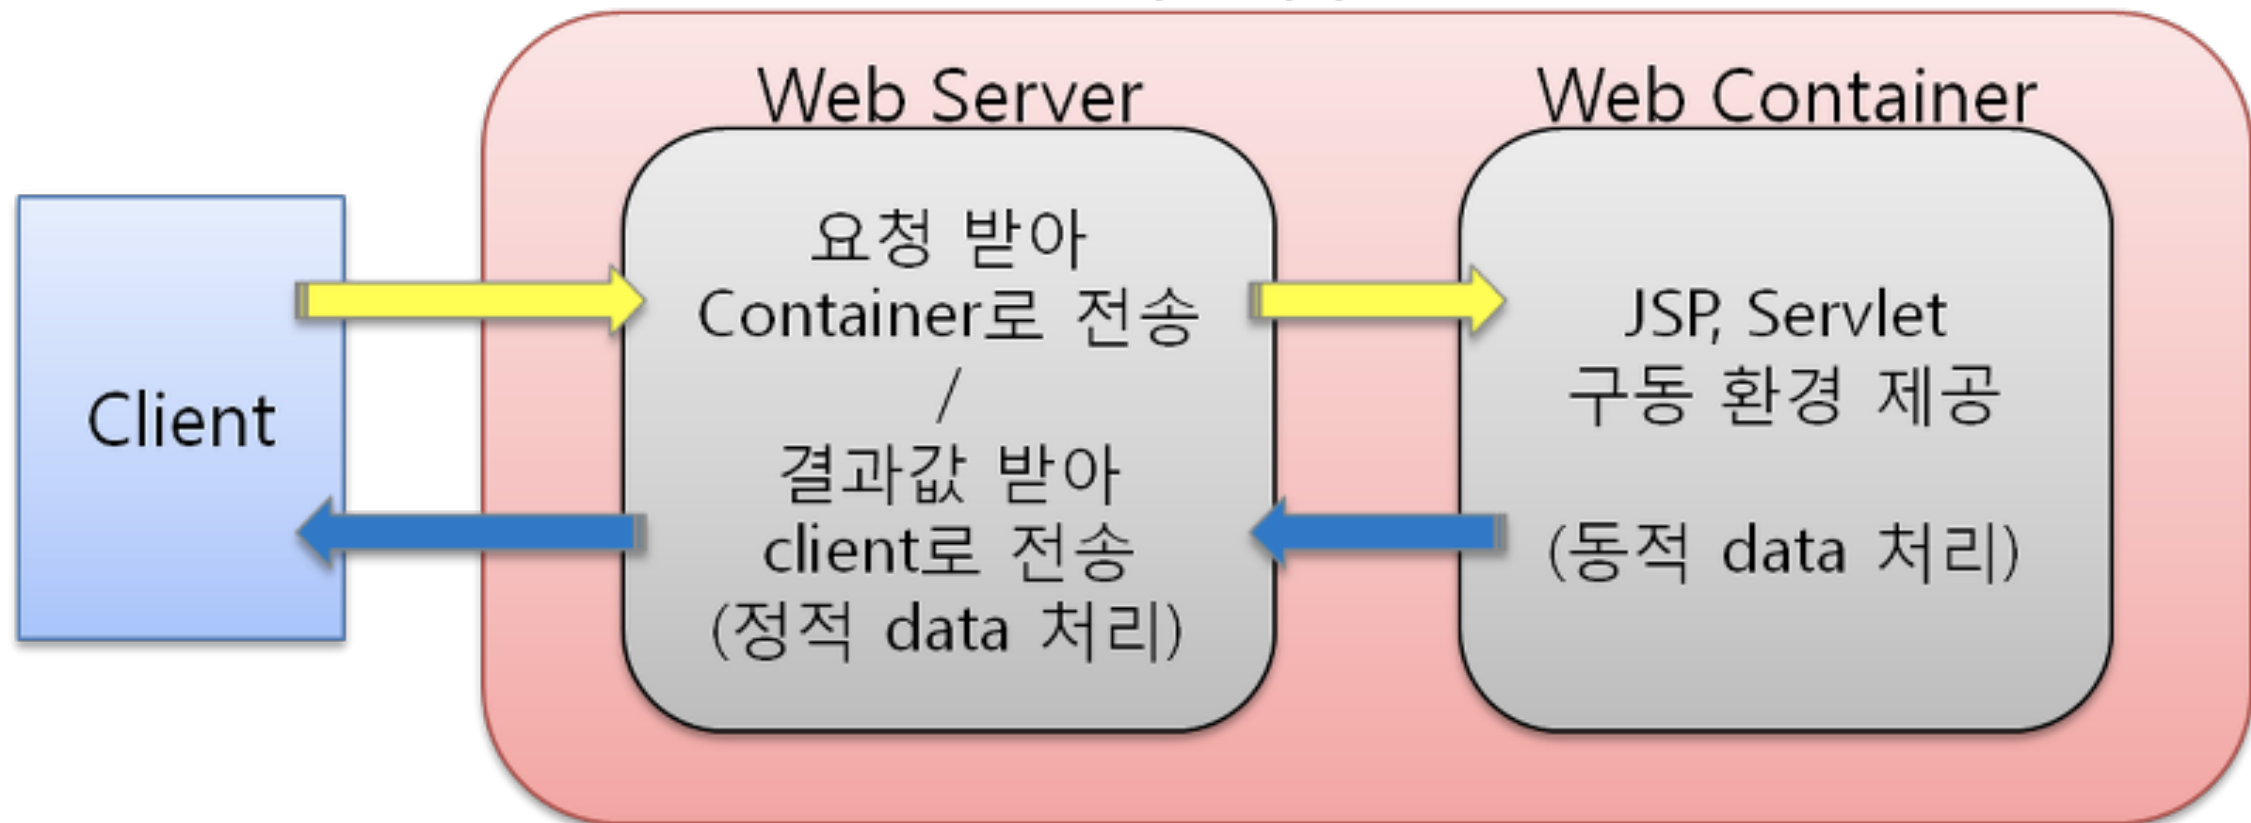 Web Server
Web Container
Client
요청 받아
Container로 전송
/
결과값 받아
client로 전송
(정적 data 처리)
JSP, Servlet
구동 환경 제공
(동적 data 처리)